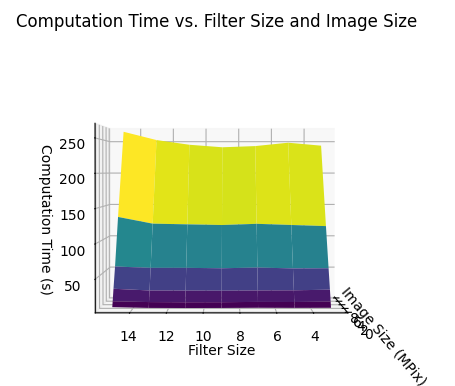 Computation Time vs. Filter Size and Image Size
250
200
150
100
50
Computation Time (s)
14 12 10 8 6 4
Filter Size
Image Size (MPix)